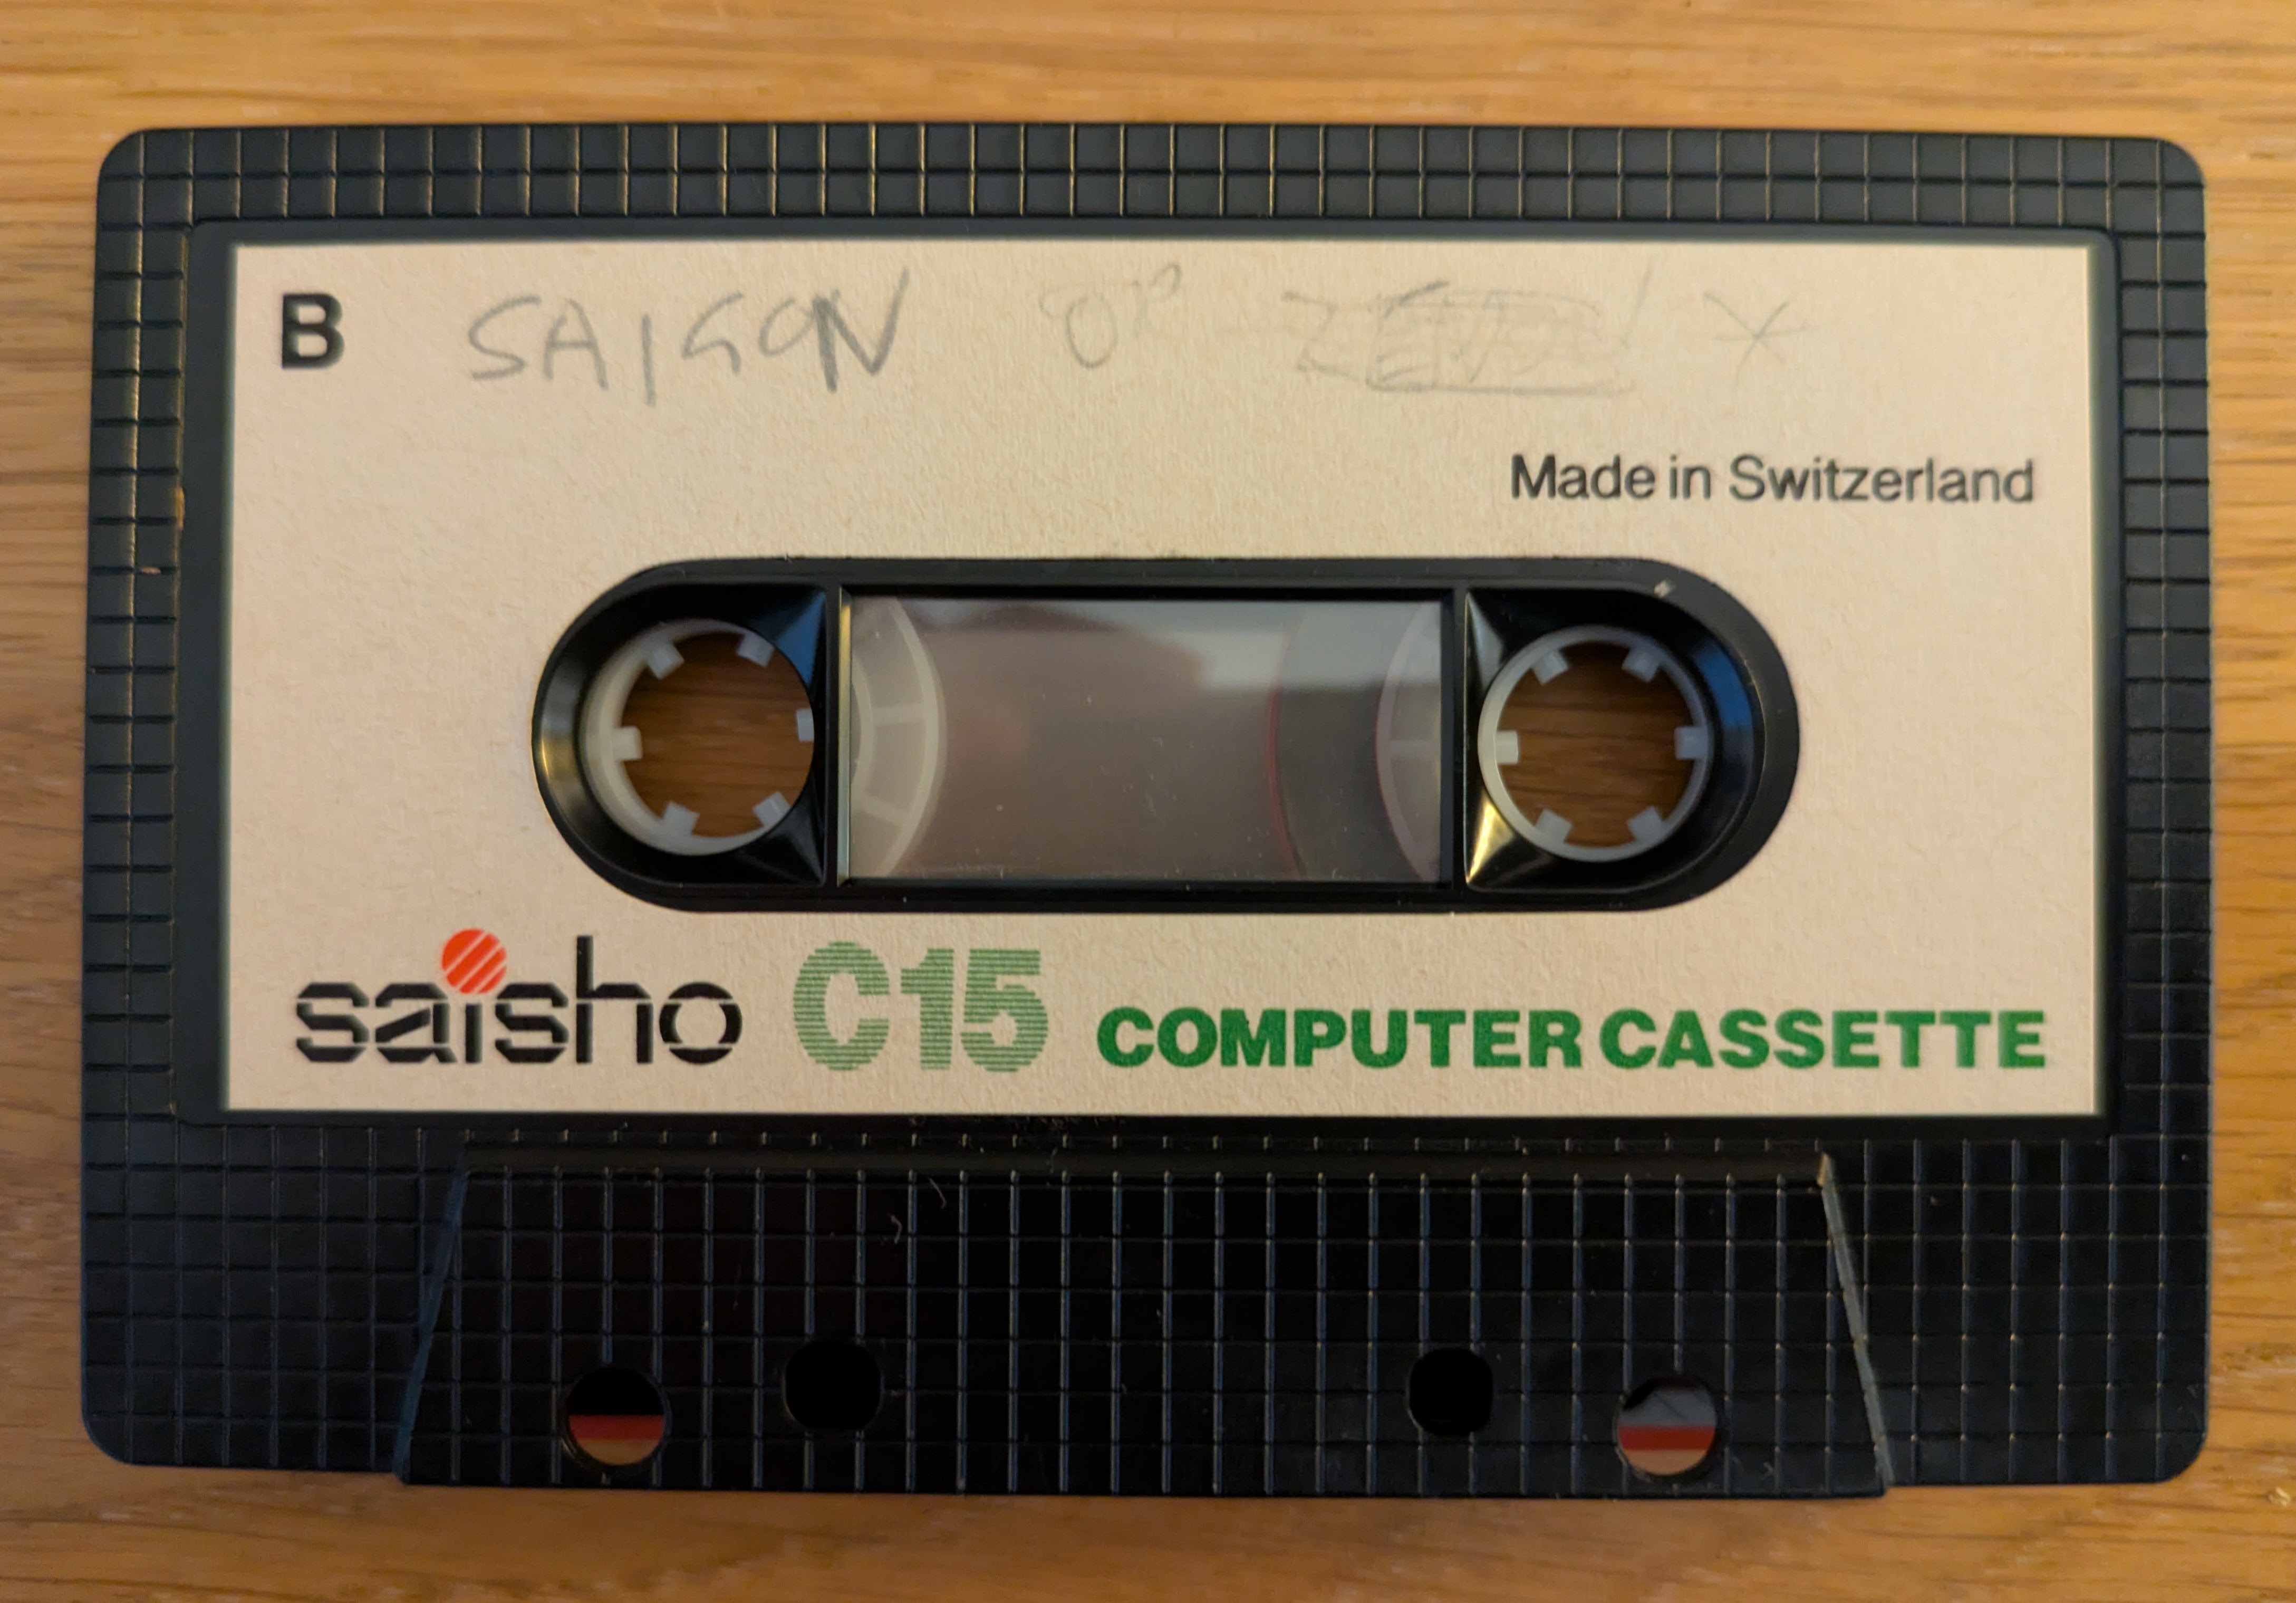 B SAIGON
Made in Switzerland
saisho C15 COMPUTER CASSETTE